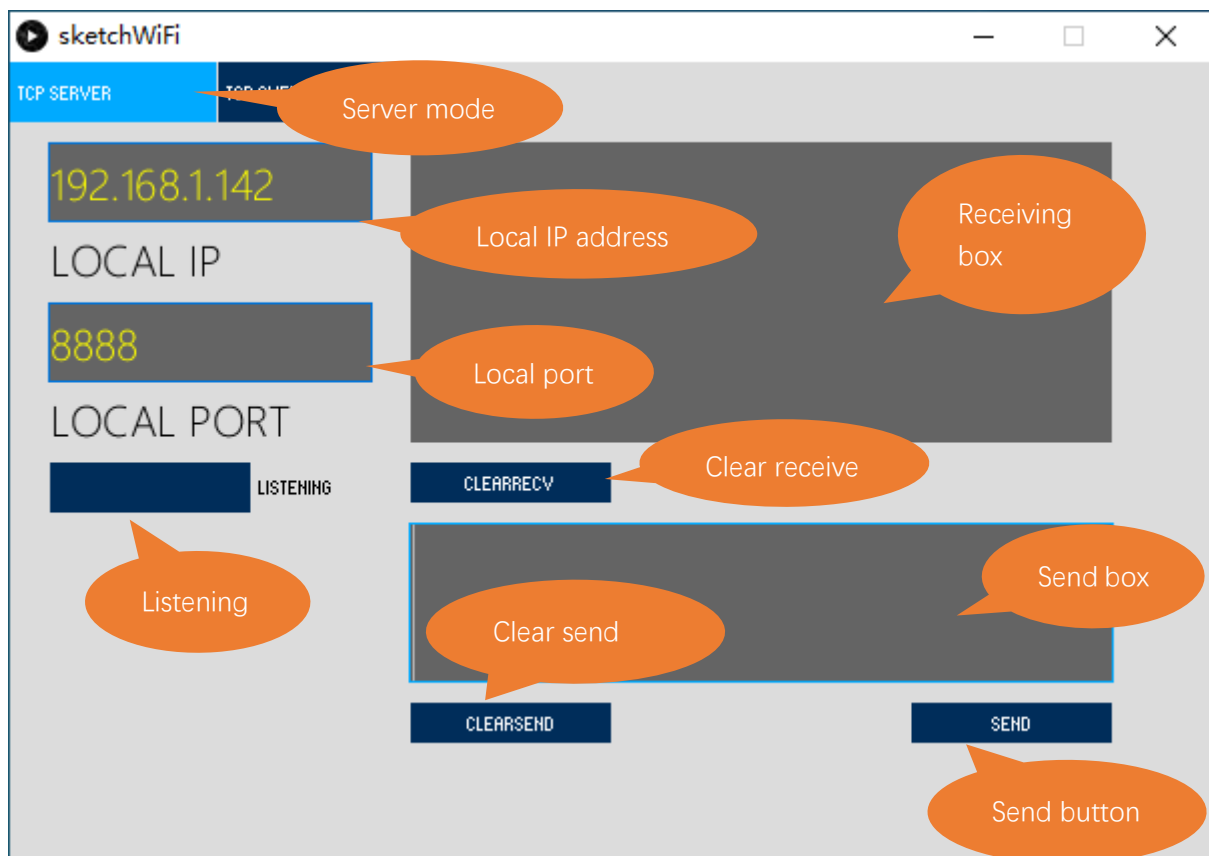 sketchWiFi
TCP SERVER
TCP
Server mode
192.168.1.142
Local IP address
Receiving
box
LOCAL IP
8888
Local port
LOCAL PORT
Clear receive
LISTENING
CLEARRECV
Listening
Send box
Clear send
CLEARSEND
SEND
Send button